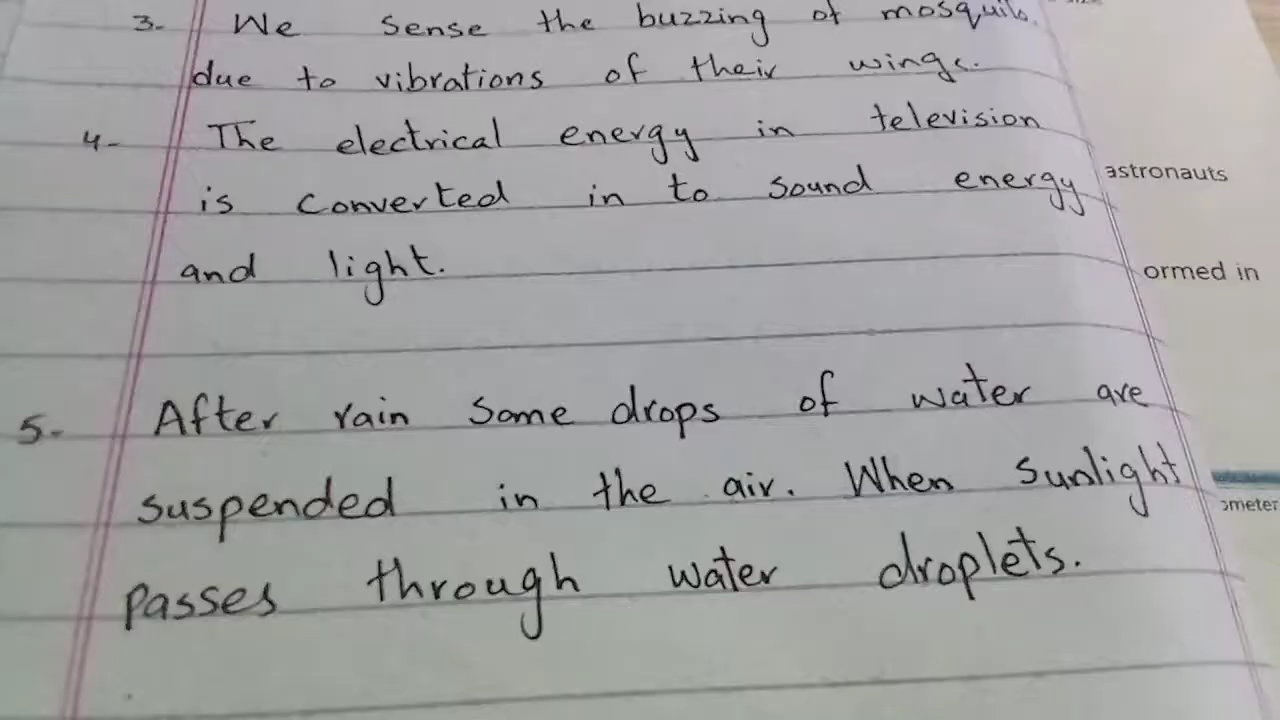 3- We sense the buzzing of mosquito.
due to vibrations of their wings.
4- The electrical energy in television
is converted in to sound energy
and light.
5- After rain some drops of water are
suspended in the air. When sunlight
passes through water droplets.
astronauts
ormed in
ometer